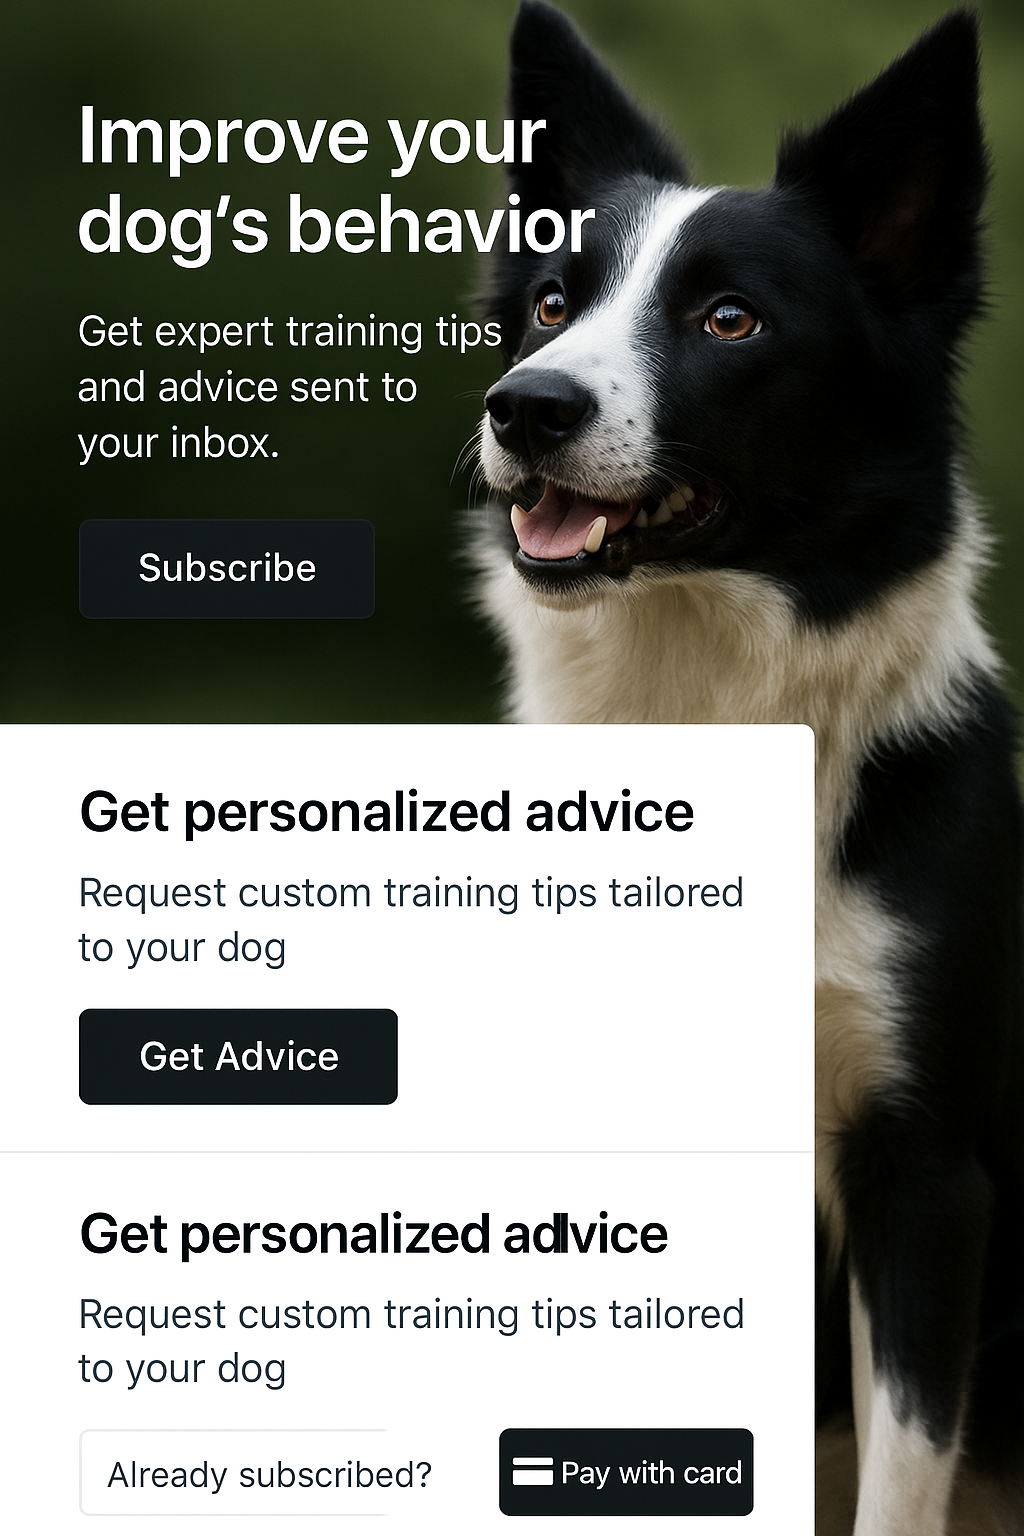 Improve your
dog’s behavior
Get expert training tips
and advice sent to
your inbox.
Subscribe
Get personalized advice
Request custom training tips tailored
to your dog
Get Advice
Get personalized adlvice
Request custom training tips tailored
to your dog
Already subscribed?
Pay with card